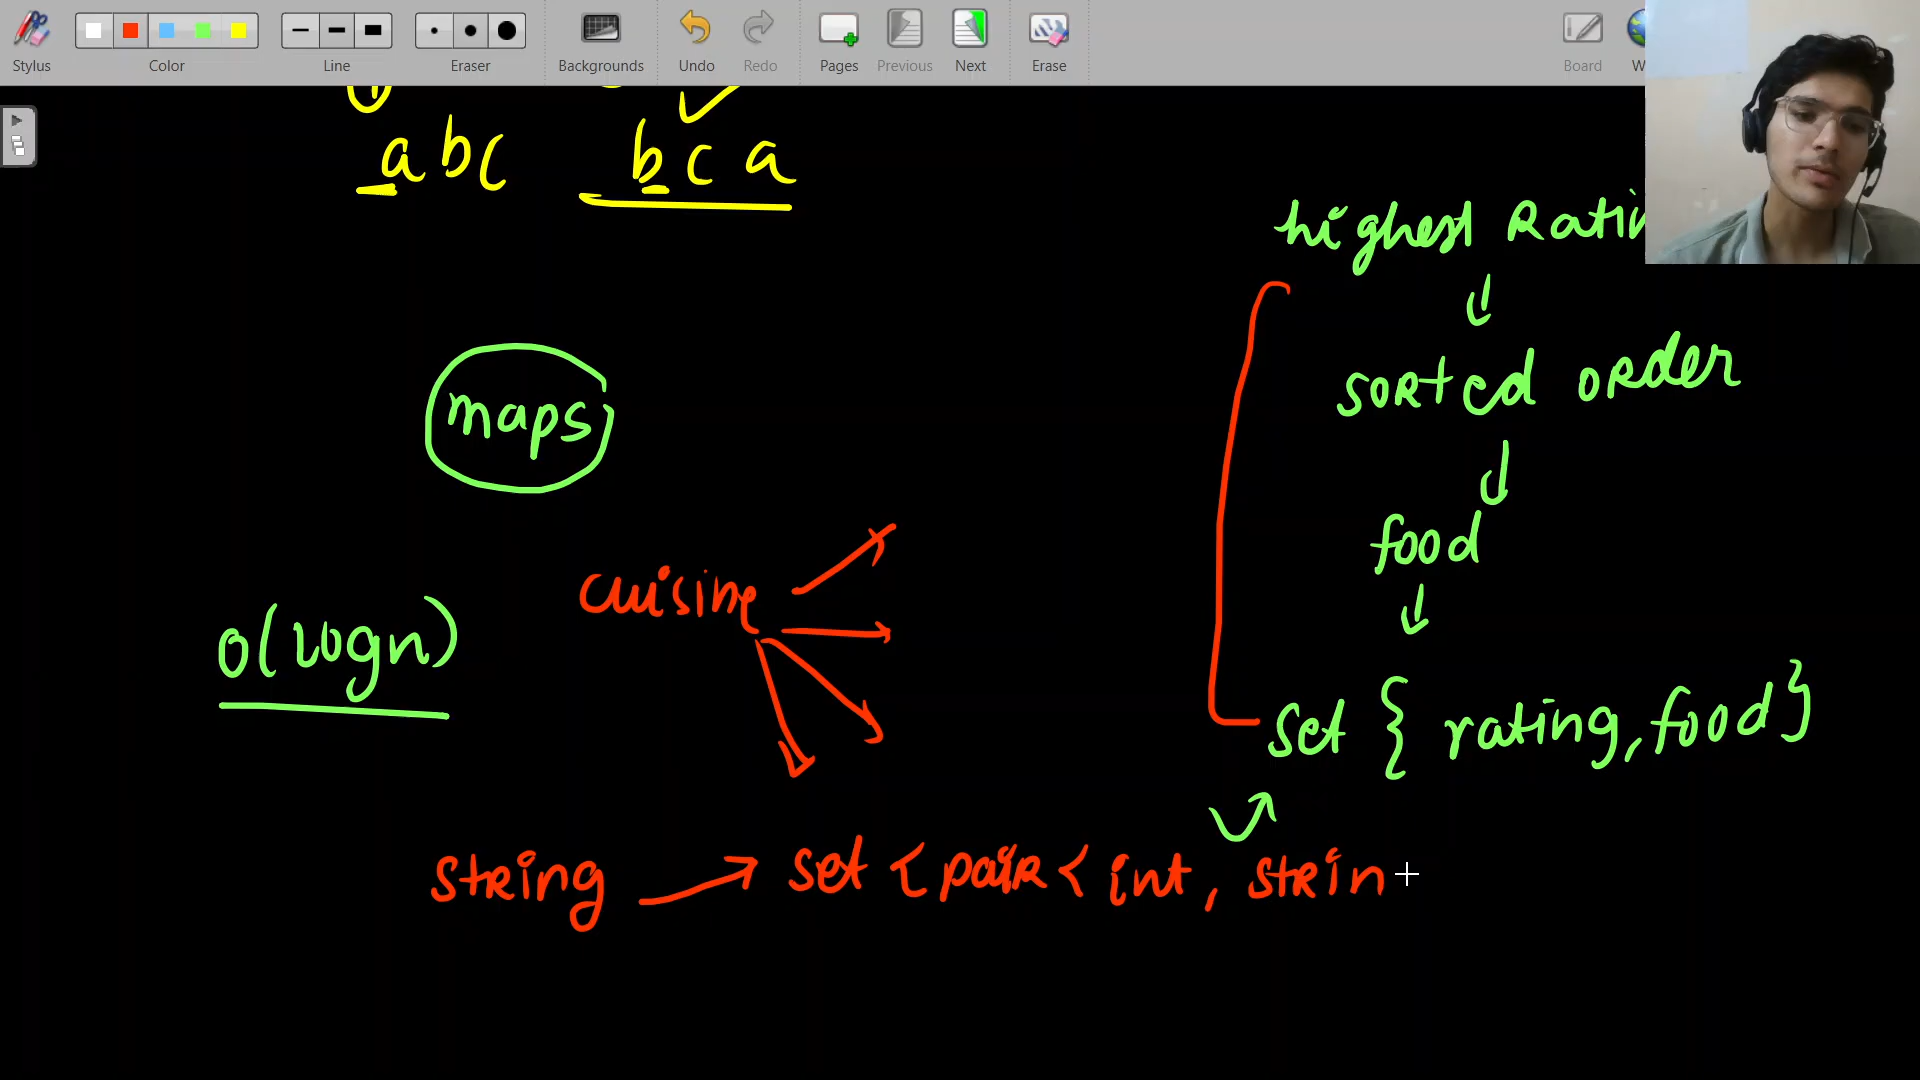 Stylus Color Line Eraser Backgrounds Undo Redo Pages Previous Next Erase Board W
abc bca
highest Ratin
sorted order
maps
food
cuisine
O(logn)
set { rating, food}
string → set < pair < int, strin